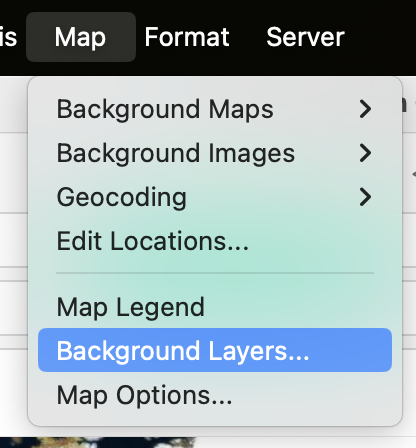 is Map Format Server
Background Maps
Background Images
Geocoding
Edit Locations...
Map Legend
Background Layers...
Map Options...